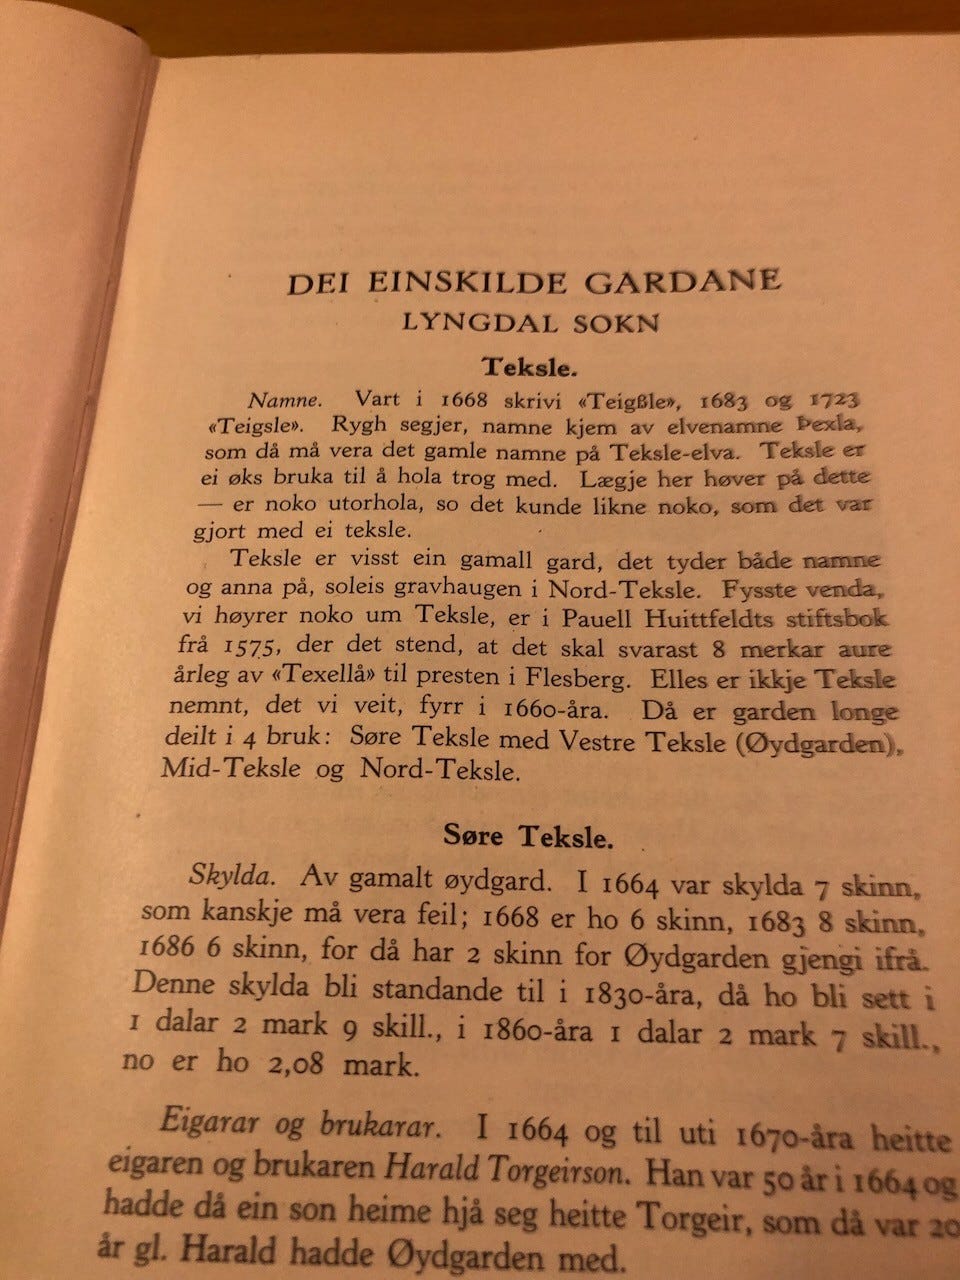 DEI EINSKILDE GARDANE
LYNGDAL SOKN
Teksle.
Namne. Vart i 1668 skrivi «Teigßle», 1683 og 1723
«Teigsle». Rygh segjer, namne kjem av elvenamne Þexla,
som då må vera det gamle namne på Teksle-elva. Teksle er
ei øks bruka til å hola trog med. Lægje her høver på dette
— er noko utorhola, so det kunde likne noko, som det var
gjort med ei teksle.
Teksle er visst ein gamall gard, det tyder både namne
og anna på, soleis gravhaugen i Nord-Teksle. Fysste venda,
vi høyrer noko um Teksle, er i Pauell Huittfeldts stiftsbok
frå 1575, der det stend, at det skal svarast 8 merkar aure
årleg av «Texellå» til presten i Flesberg. Elles er ikkje Teksle
nemnt, det vi veit, fyrr i 1660-åra. Då er garden longe
deilt i 4 bruk: Søre Teksle med Vestre Teksle (Øydgarden),
Mid-Teksle og Nord-Teksle.
Søre Teksle.
Skylda. Av gamalt øydgard. I 1664 var skylda 7 skinn,
som kanskje må vera feil; 1668 er ho 6 skinn, 1683 8 skinn,
1686 6 skinn, for då har 2 skinn for Øydgarden gjengi ifrå.
Denne skylda bli standande til i 1830-åra, då ho bli sett i
1 dalar 2 mark 9 skill., i 1860-åra 1 dalar 2 mark 7 skill.,
no er ho 2,08 mark.
Eigarar og brukarar. I 1664 og til uti 1670-åra heitte
eigaren og brukaren Harald Torgeirson. Han var 50 år i 1664 og
hadde då ein son heime hjå seg heitte Torgeir, som då var 20
år gl. Harald hadde Øydgarden med.